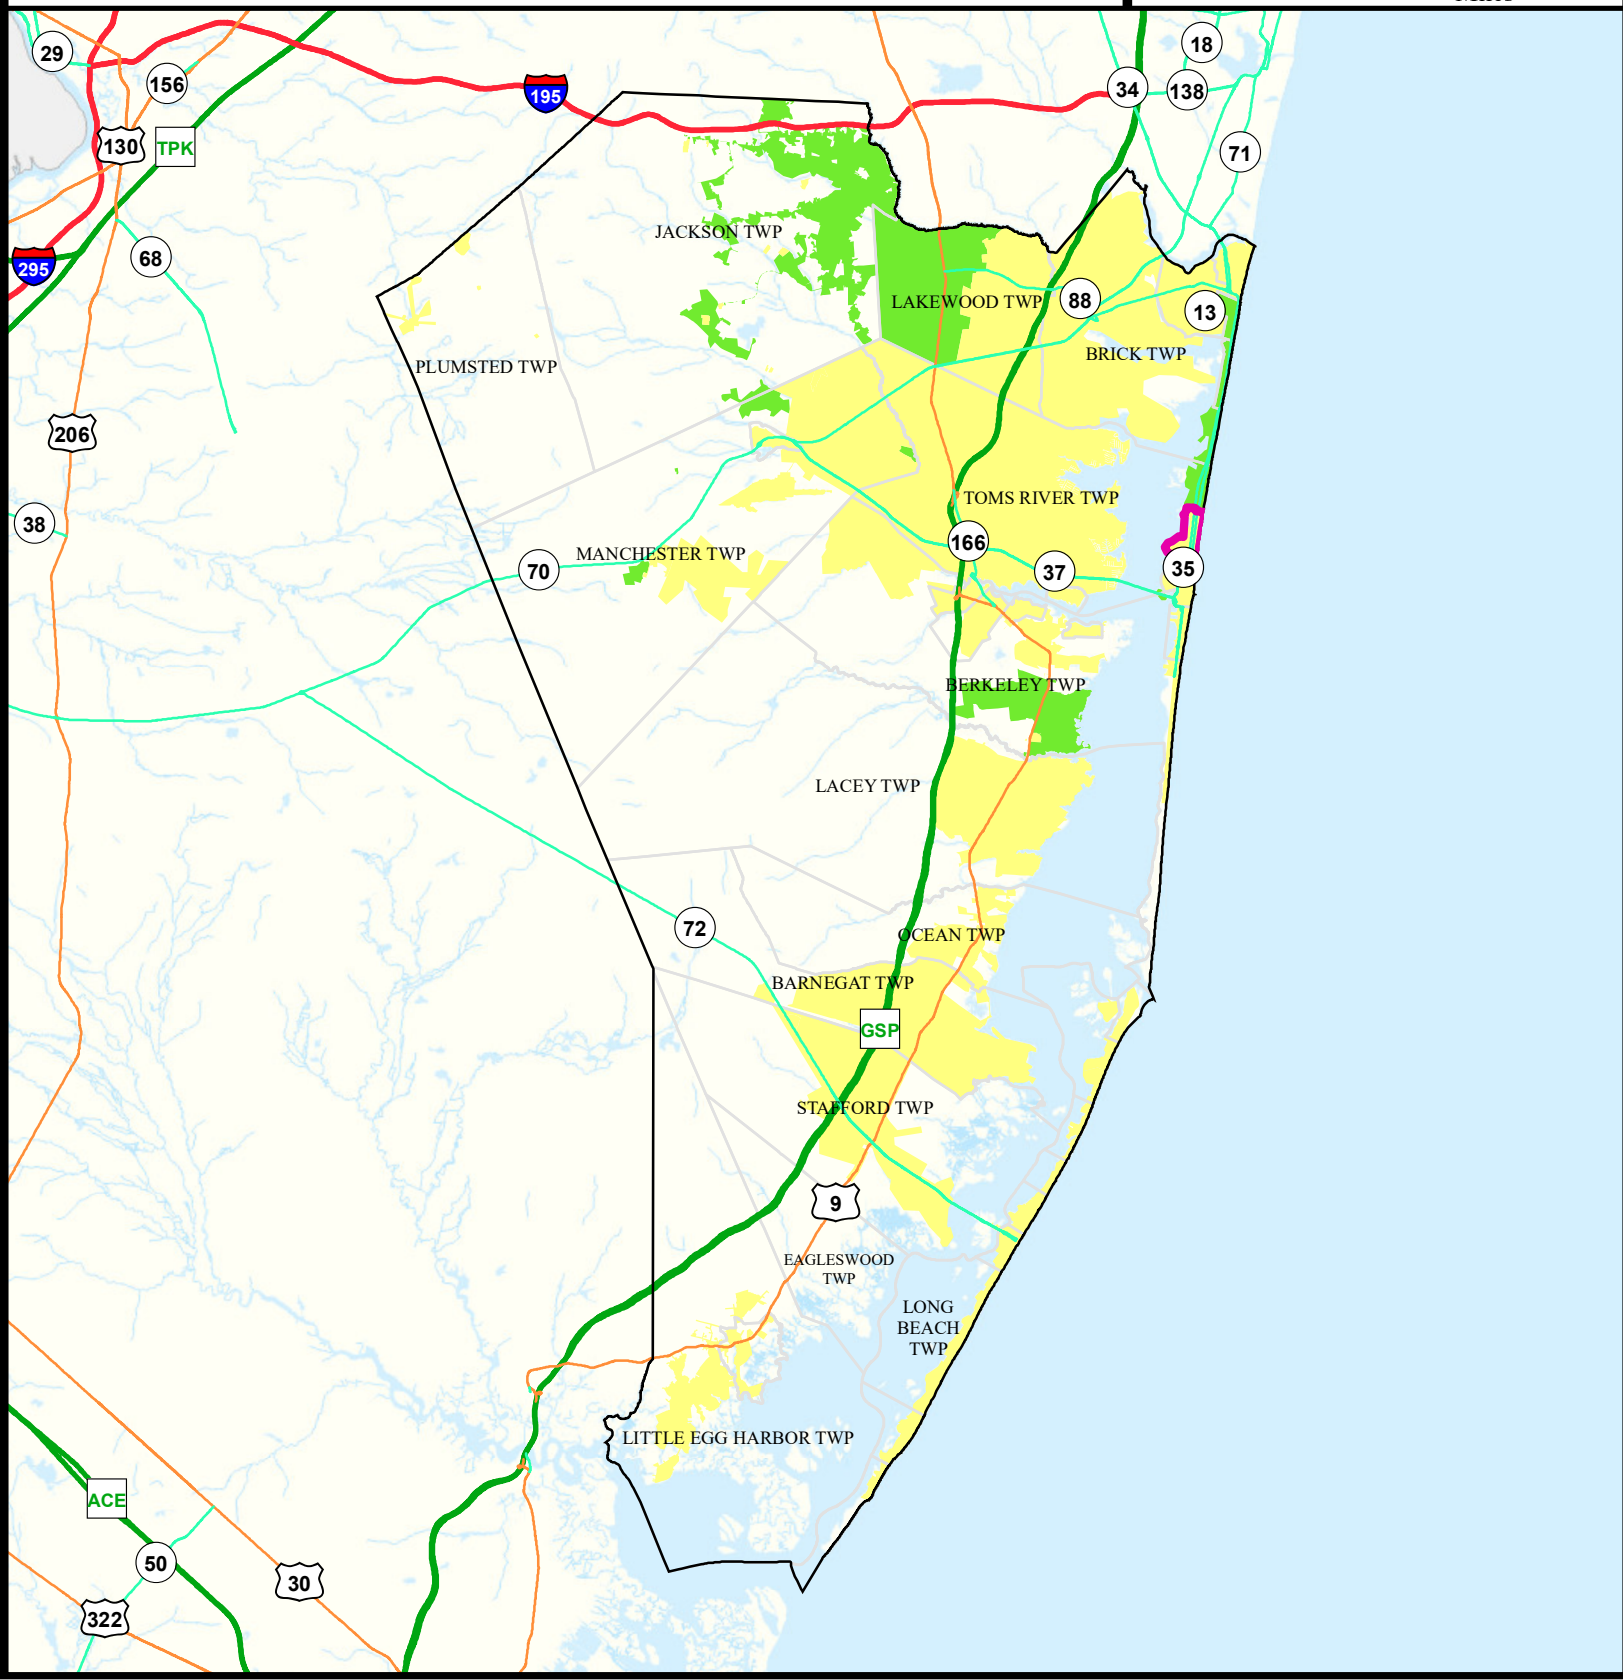 29
18
156
195
34
138
130
TPK
71
JACKSON TWP
68
295
LAKEWOOD TWP
88
13
BRICK TWP
PLUMSTED TWP
206
TOMS RIVER TWP
38
166
MANCHESTER TWP
70
37
35
BERKELEY TWP
LACEY TWP
72
OCEAN TWP
BARNEGAT TWP
GSP
STAFFORD TWP
9
EAGLESWOOD
TWP
LONG
BEACH
TWP
LITTLE EGG HARBOR TWP
ACE
50
30
322